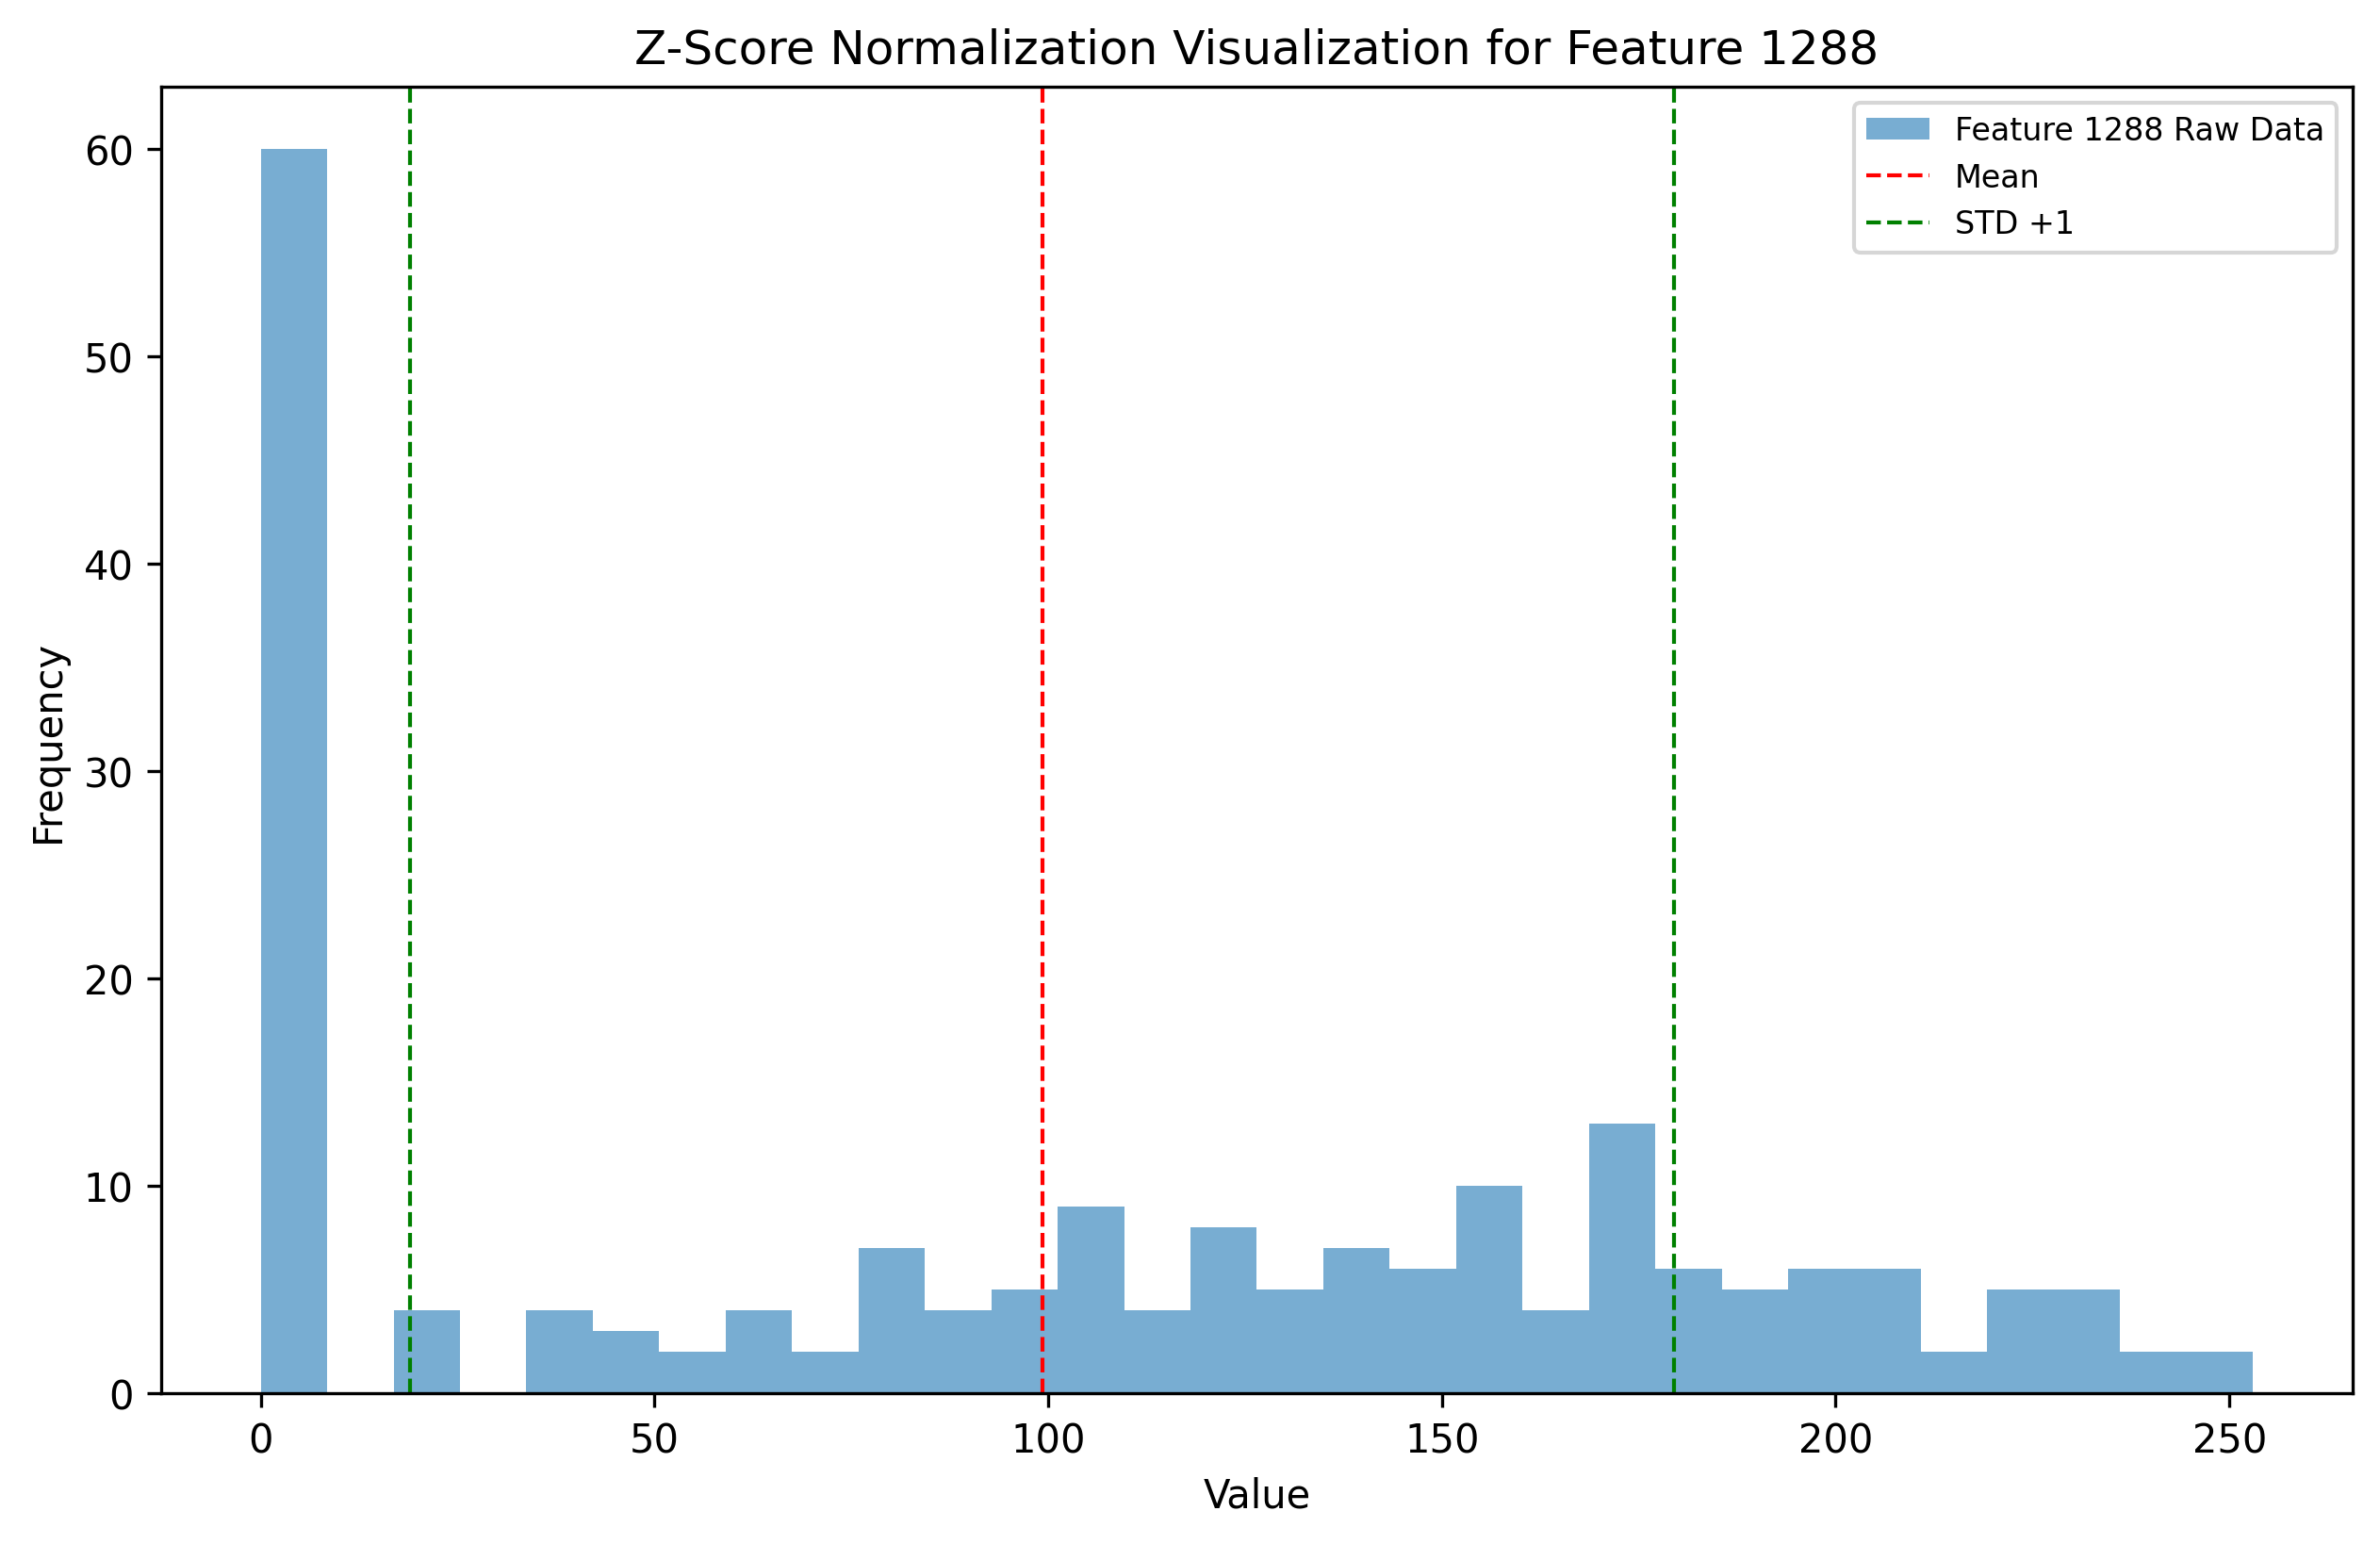 Z-Score Normalization Visualization for Feature 1288
Feature 1288 Raw Data
Mean
STD +1
Frequency
60
50
40
30
20
10
0
0 50 100 150 200 250
Value